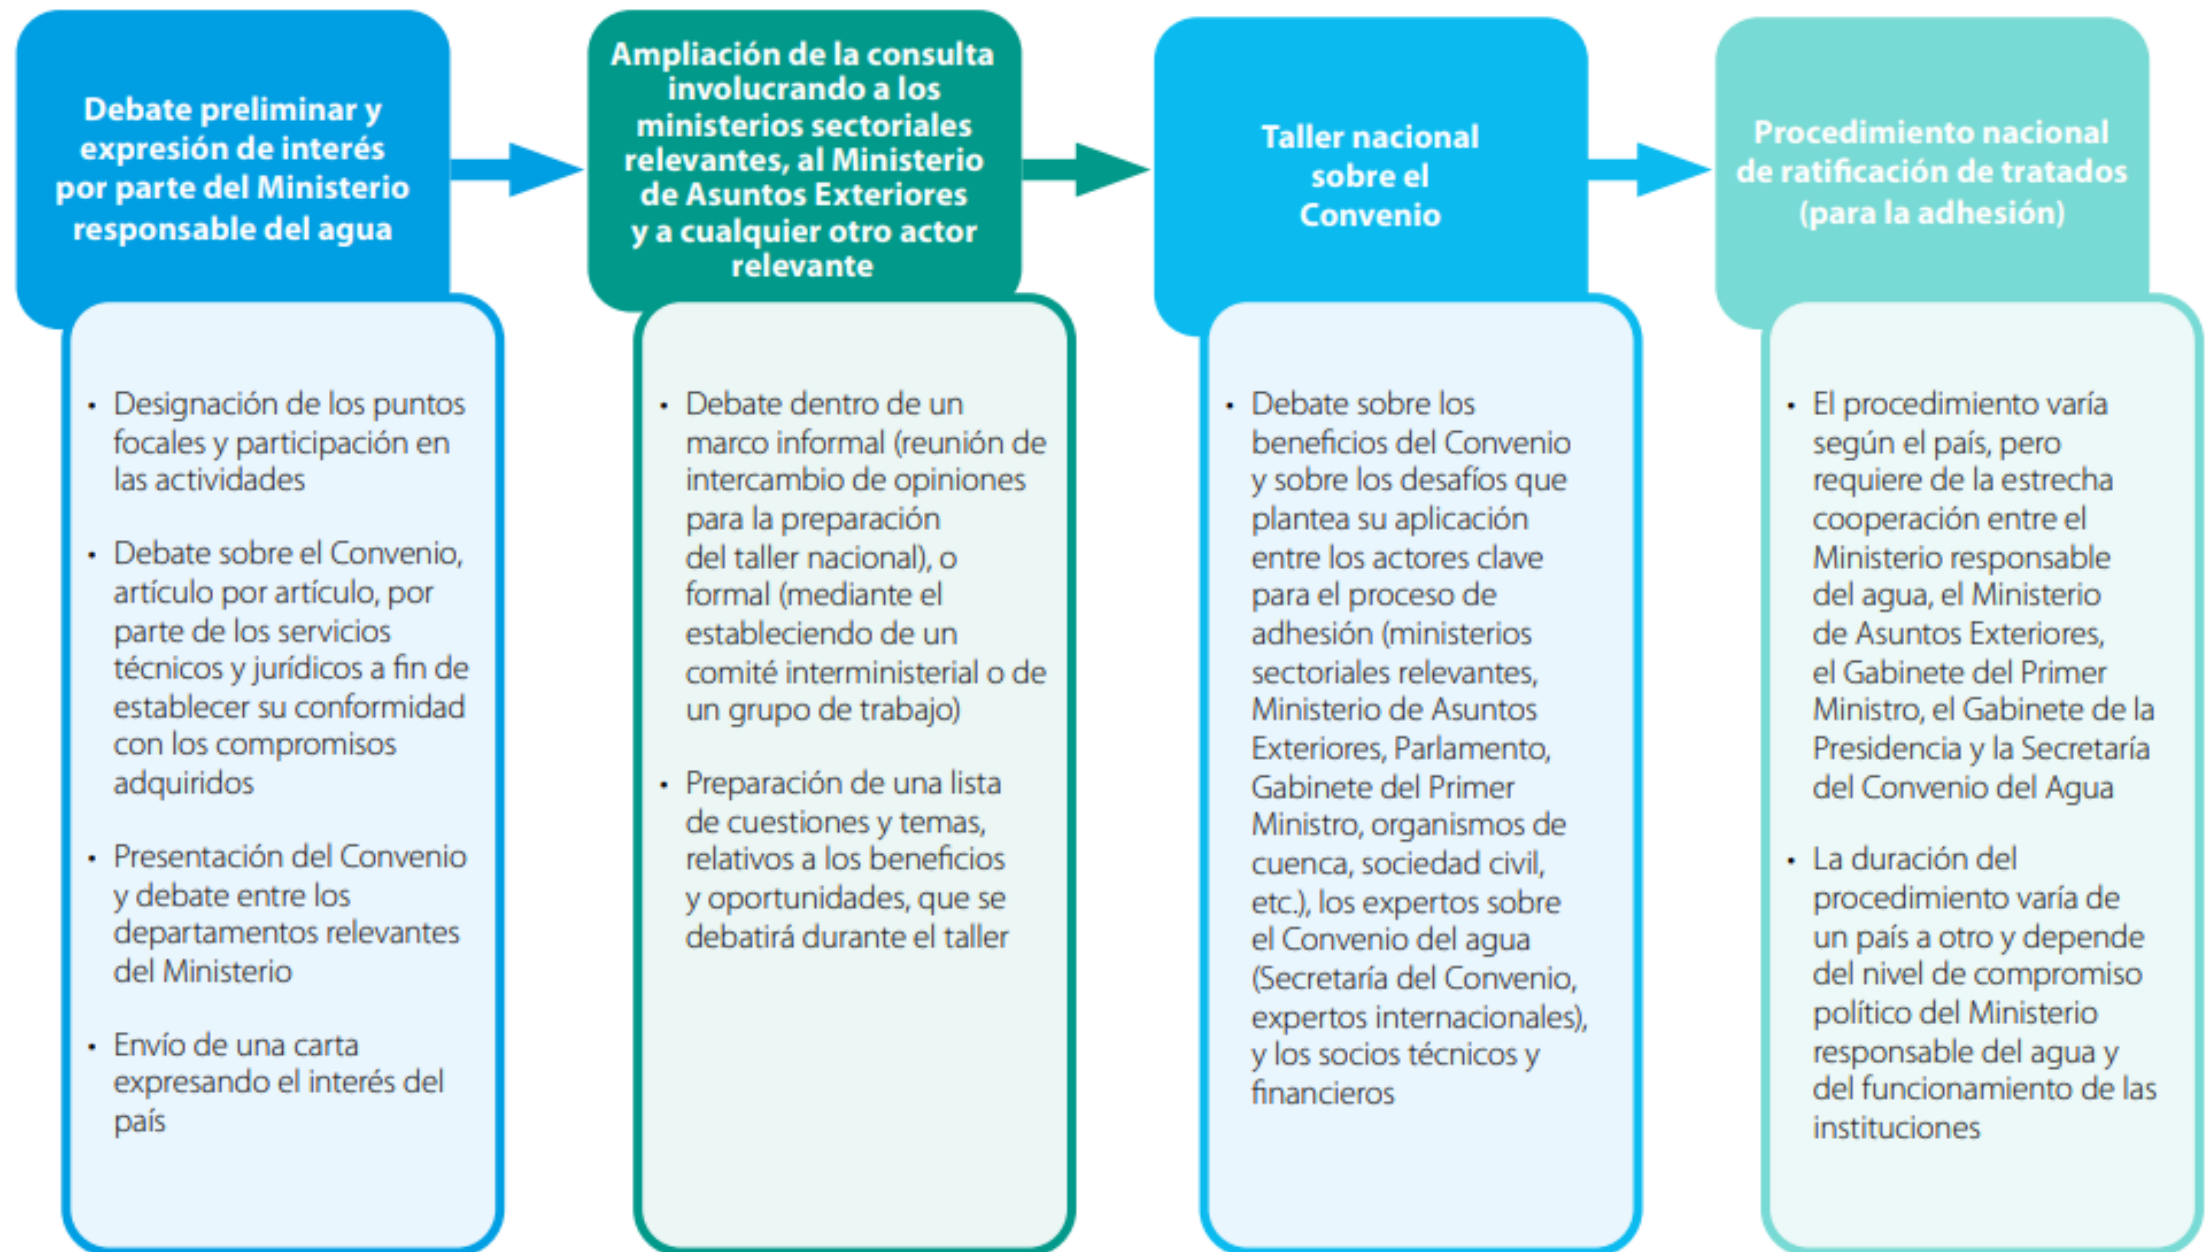 Debate preliminar y
expresión de interés
por parte del Ministerio
responsable del agua
Ampliación de la consulta
involucrando a los
ministerios sectoriales
relevantes, al Ministerio
de Asuntos Exteriores
y a cualquier otro actor
relevante
Taller nacional
sobre el
Convenio
Procedimiento nacional
de ratificación de tratados
(para la adhesión)
• Designación de los puntos
focales y participación en
las actividades
• Debate sobre el Convenio,
artículo por artículo, por
parte de los servicios
técnicos y jurídicos a fin de
establecer su conformidad
con los compromisos
adquiridos
• Presentación del Convenio
y debate entre los
departamentos relevantes
del Ministerio
• Envío de una carta
expresando el interés del
país
• Debate dentro de un
marco informal (reunión de
intercambio de opiniones
para la preparación
del taller nacional), o
formal (mediante el
estableciendo de un
comité interministerial o de
un grupo de trabajo)
• Preparación de una lista
de cuestiones y temas,
relativos a los beneficios
y oportunidades, que se
debatirá durante el taller
• Debate sobre los
beneficios del Convenio
y sobre los desafíos que
plantea su aplicación
entre los actores clave
para el proceso de
adhesión (ministerios
sectoriales relevantes,
Ministerio de Asuntos
Exteriores, Parlamento,
Gabinete del Primer
Ministro, organismos de
cuenca, sociedad civil,
etc.), los expertos sobre
el Convenio del agua
(Secretaría del Convenio,
expertos internacionales),
y los socios técnicos y
financieros
• El procedimiento varía
según el país, pero
requiere de la estrecha
cooperación entre el
Ministerio responsable
del agua, el Ministerio
de Asuntos Exteriores,
el Gabinete del Primer
Ministro, el Gabinete de la
Presidencia y la Secretaría
del Convenio del Agua
• La duración del
procedimiento varía de
un país a otro y depende
del nivel de compromiso
político del Ministerio
responsable del agua y
del funcionamiento de las
instituciones